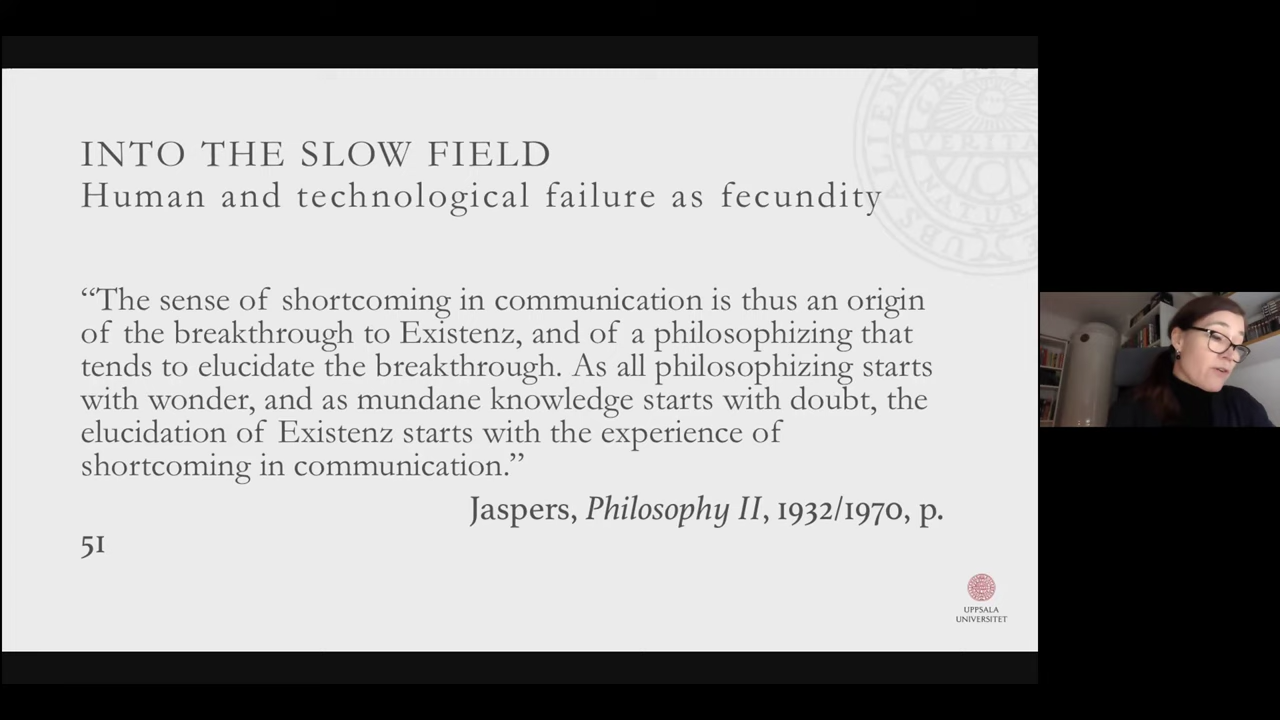 INTO THE SLOW FIELD
Human and technological failure as fecundity
“The sense of shortcoming in communication is thus an origin
of the breakthrough to Existenz, and of a philosophizing that
tends to elucidate the breakthrough. As all philosophizing starts
with wonder, and as mundane knowledge starts with doubt, the
elucidation of Existenz starts with the experience of
shortcoming in communication.”
Jaspers, Philosophy II, 1932/1970, p.
51
VERITA
NATUR
UPPSALA
UNIVERSITET